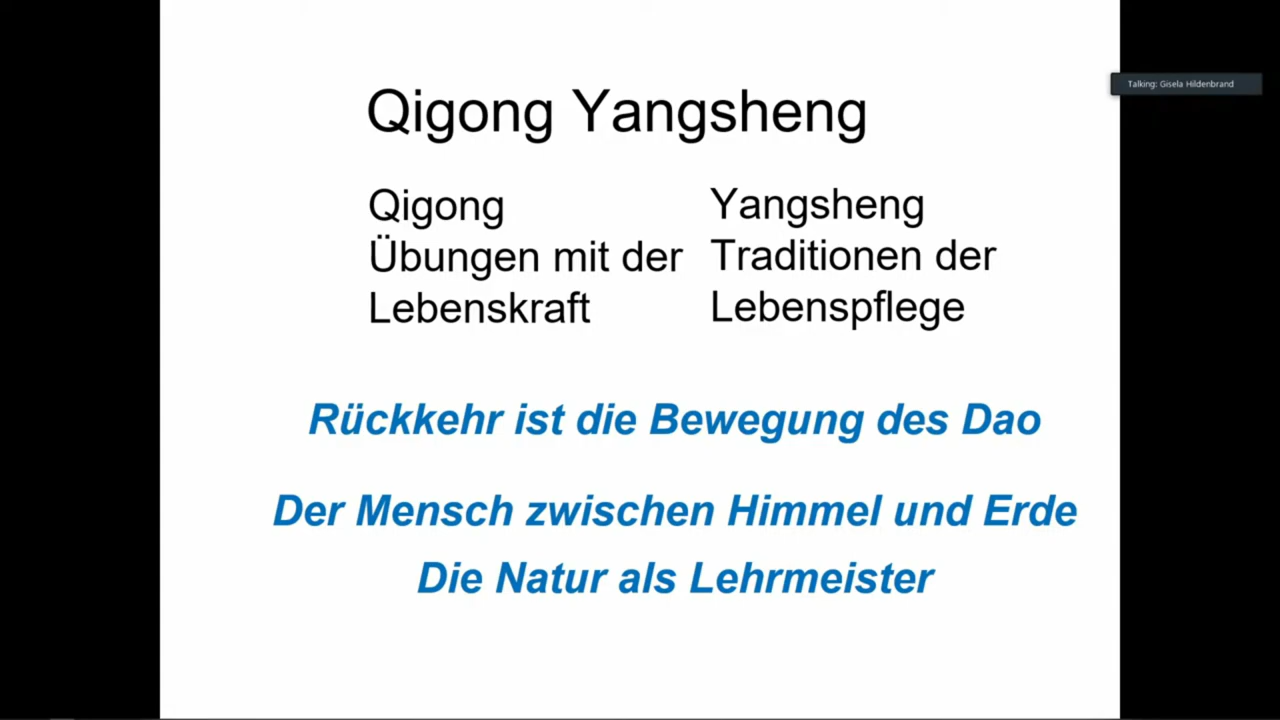 Qigong Yangsheng
Talking: Gisela Hildenbrand
Qigong
Übungen mit der
Lebenskraft
Yangsheng
Traditionen der
Lebenspflege
Rückkehr ist die Bewegung des Dao
Der Mensch zwischen Himmel und Erde
Die Natur als Lehrmeister